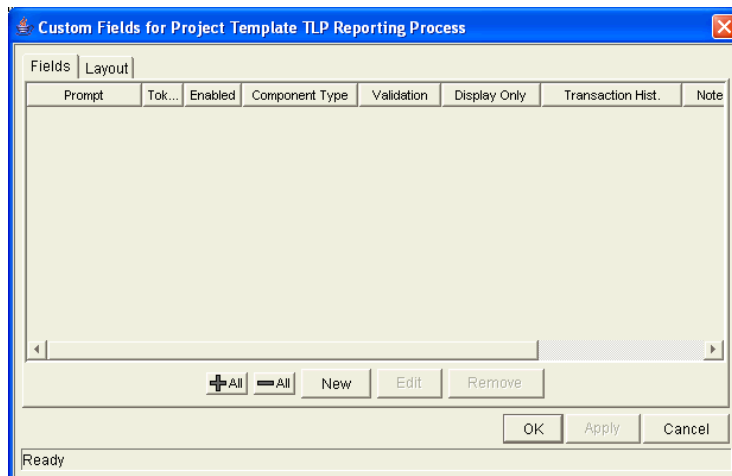 Custom Fields for Project Template TLP Reporting Process
Fields Layout
Prompt Tok... Enabled Component Type Validation Display Only Transaction Hist. Note
All All New Edit Remove
OK Apply Cancel
Ready